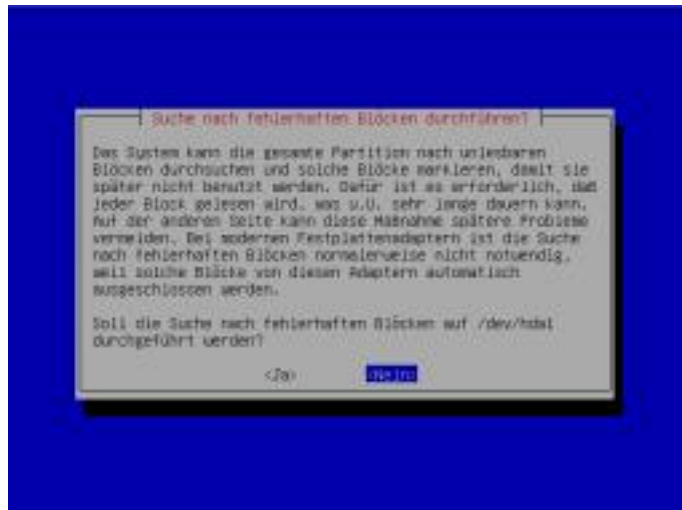 Suche nach fehlerhaften Blöcken durchführen?
Das System kann die gesamte Partition nach unlesbaren
Blöcken durchsuchen und solche Blöcke markieren, damit sie
später nicht benutzt werden. Dafür ist es erforderlich, daß
jeder Block gelesen wird, was u.U. sehr lange dauern kann.
Auf der anderen Seite kann diese Maßnahme spätere Probleme
vermeiden. Bei modernen Festplattenadaptern ist die Suche
nach fehlerhaften Blöcken normalerweise nicht notwendig,
weil solche Blöcke von diesen Adaptern automatisch
ausgeschlossen werden.
Soll die Suche nach fehlerhaften Blöcken auf /dev/hda1
durchgeführt werden?
<Ja> <Nein>